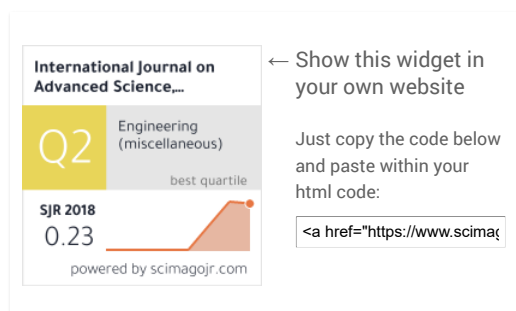 International Journal on
Advanced Science,...
Q2
Engineering
(miscellaneous)
best quartile
SJR 2018
0.23
powered by scimagojr.com
← Show this widget in
your own website
Just copy the code below
and paste within your
html code:
<a href="https://www.scimag